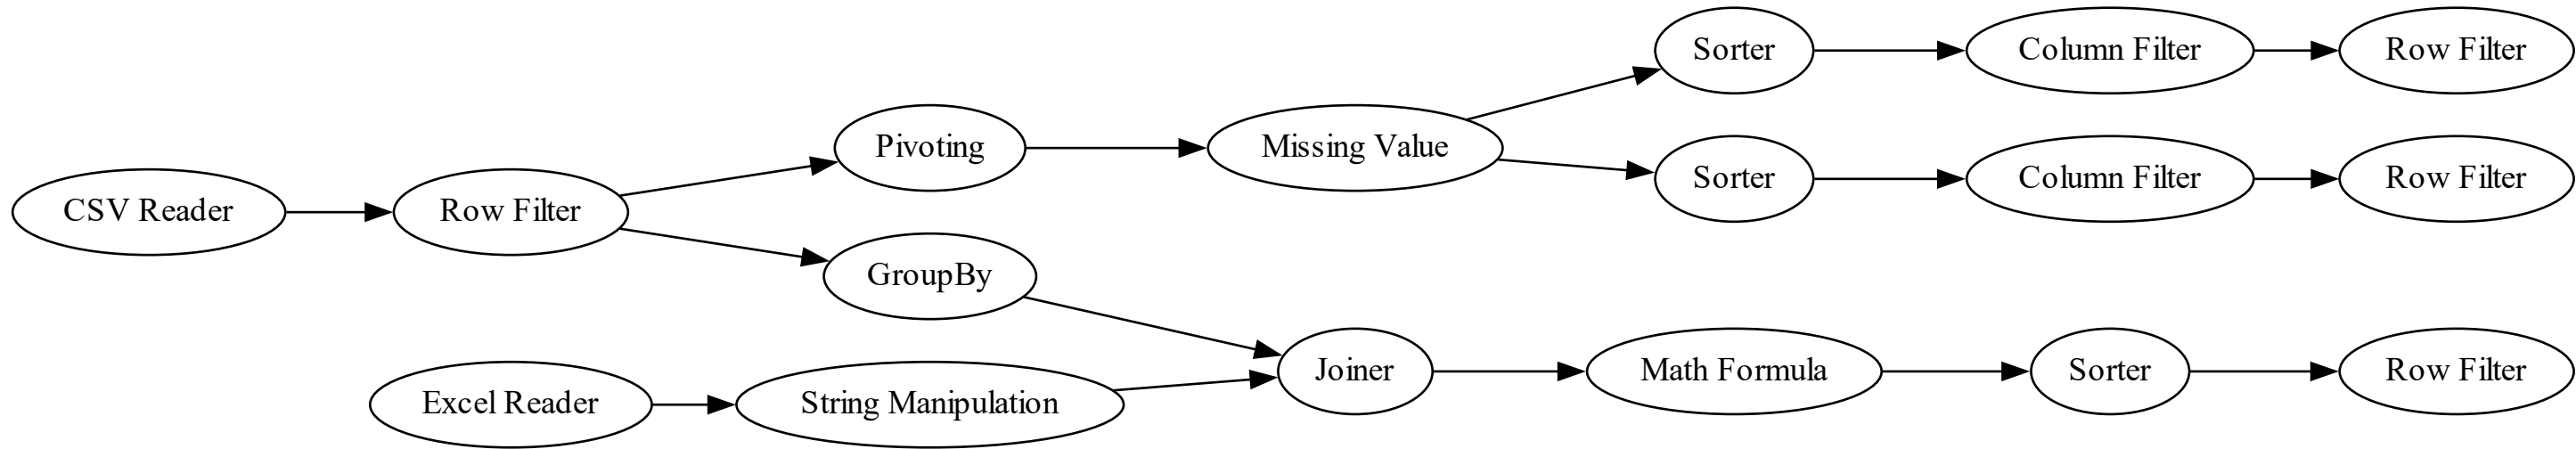 Sorter
Column Filter
Row Filter
Pivoting
Missing Value
Sorter
Column Filter
Row Filter
CSV Reader
Row Filter
GroupBy
Joiner
Math Formula
Sorter
Row Filter
Excel Reader
String Manipulation